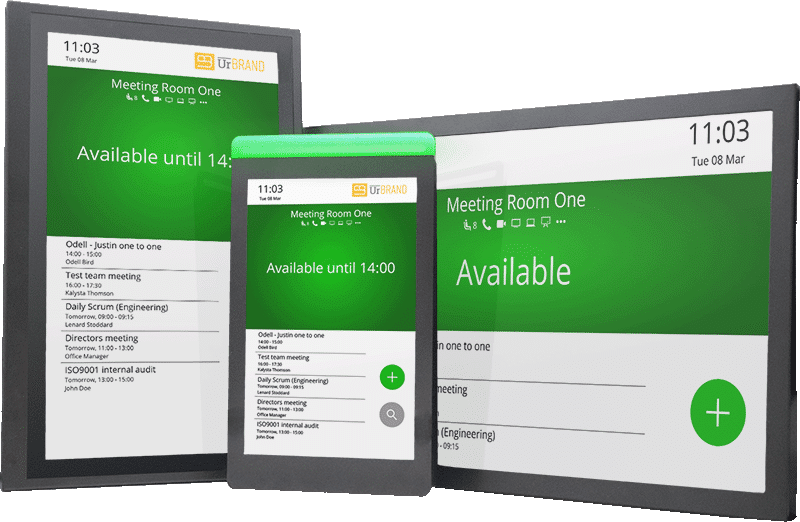 11:03
Tue 08 Mar
UrBRAND
Meeting Room One
8
Available until 14:
Odell - Justin one to one
14:00 - 15:00
Odell Bird
Test team meeting
16:00 - 17:30
Kalysta Thomson
Daily Scrum (Engineering)
Tomorrow, 09:00 - 09:15
Lenard Stoddard
Directors meeting
Tomorrow, 11:00 - 13:00
Office Manager
ISO9001 internal audit
Tomorrow, 13:00 - 15:00
John Doe
11:03
Tue 08 Mar
UrBRAND
Meeting Room One
8
Available until 14:00
Odell - Justin one to one
14:00 - 15:00
Odell Bird
Test team meeting
16:00 - 17:30
Kalysta Thomson
Daily Scrum (Engineering)
Tomorrow, 09:00 - 09:15
Lenard Stoddard
Directors meeting
Tomorrow, 11:00 - 13:00
Office Manager
ISO9001 internal audit
Tomorrow, 13:00 - 15:00
John Doe
11:03
Tue 08 Mar
Meeting Room One
8
Available
in one to one
meeting
(Engineering)
- 09:15